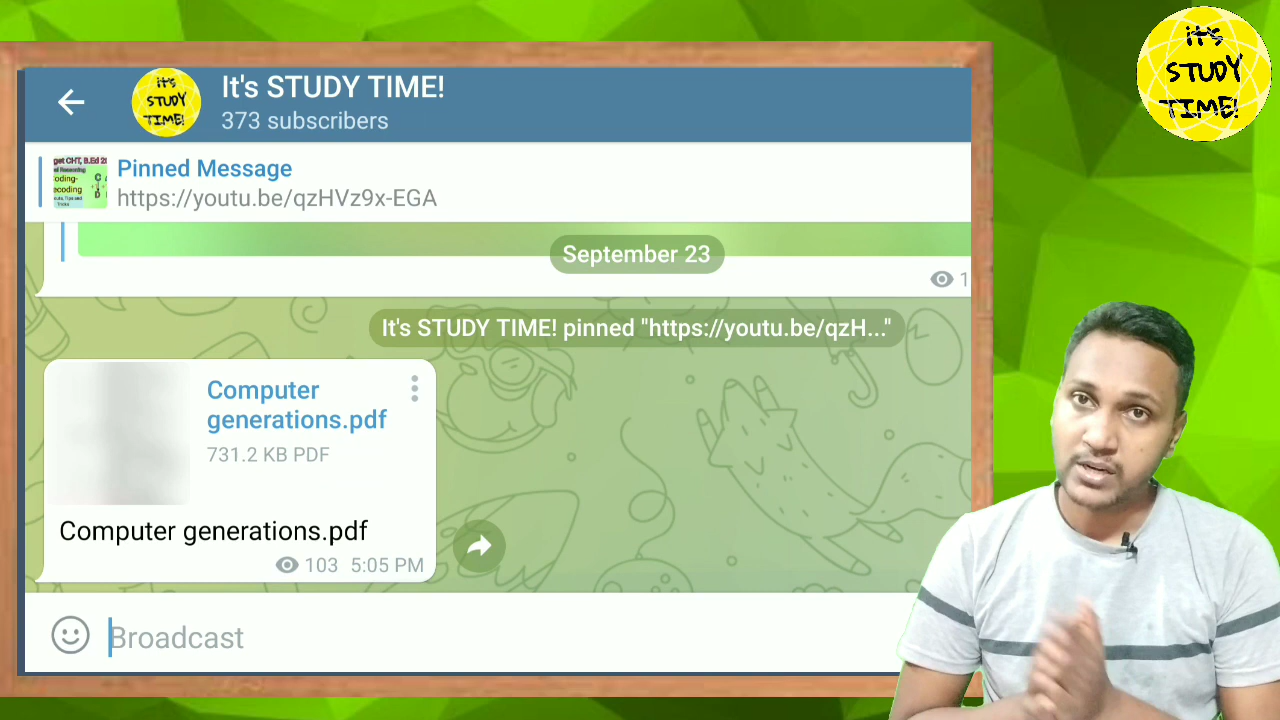 It's STUDY TIME!
373 subscribers
it's
STUDY
TIME!
it's
STUDY
TIME!
Pinned Message
https://youtu.be/qzHVz9x-EGA
September 23
1
It's STUDY TIME! pinned "https://youtu.be/qzH..."
Computer
generations.pdf
731.2 KB PDF
Computer generations.pdf
103 5:05 PM
Broadcast